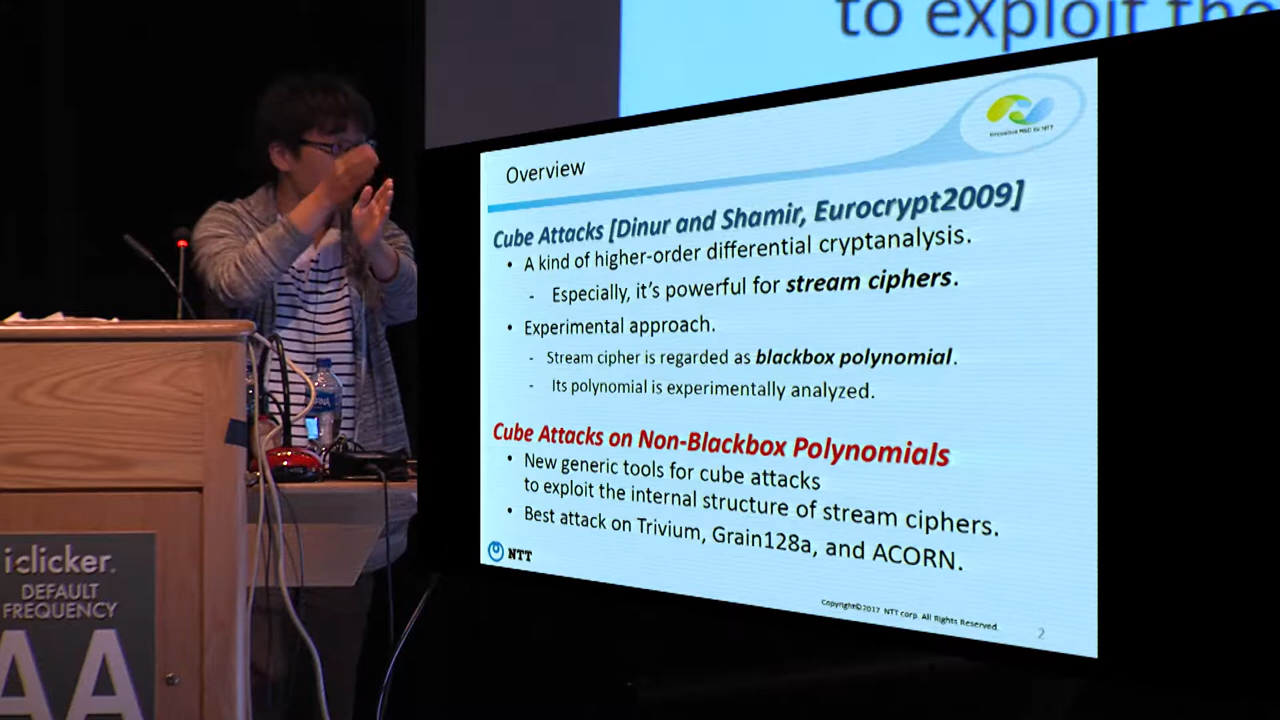 to exploit the
Innovative R&D by NTT
Overview
Cube Attacks [Dinur and Shamir, Eurocrypt2009]
• A kind of higher-order differential cryptanalysis.
- Especially, it's powerful for stream ciphers.
• Experimental approach.
- Stream cipher is regarded as blackbox polynomial.
- Its polynomial is experimentally analyzed.
Cube Attacks on Non-Blackbox Polynomials
• New generic tools for cube attacks
to exploit the internal structure of stream ciphers.
• Best attack on Trivium, Grain128a, and ACORN.
NTT
Copyright©2017 NTT corp. All Rights Reserved.
2
iclicker.
DEFAULT
FREQUENCY
AA